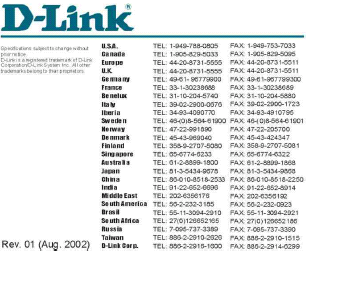 D-Link
Specifications subject to change without
prior notice.
D-Link is a registered trademark of D-Link
Corporation/D-Link System Inc. All other
trademarks belong to their proprietors.
U.S.A. TEL: 1-949-788-0805 FAX: 1-949-753-7033
Canada TEL: 1-905-829-5033 FAX: 1-905-829-5095
Europe TEL: 44-20-8731-5555 FAX: 44-20-8731-5511
U.K. TEL: 44-20-8731-5555 FAX: 44-20-8731-5511
Germany TEL: 49-61-96779900 FAX: 49-61-967799300
France TEL: 33-1-30238688 FAX: 33-1-30238689
Benelux TEL: 31-10-204-5740 FAX: 31-10-204-5880
Italy TEL: 39-02-2900-0676 FAX: 39-02-2900-1723
Iberia TEL: 34-93-4090770 FAX: 34-93-4910795
Sweden TEL: 46-(0)8-564-61900 FAX: 46-(0)8-564-61901
Norway TEL: 47-22-991890 FAX: 47-22-205700
Denmark TEL: 45-43-969040 FAX: 45-43-424347
Finland TEL: 358-9-2707-5080 FAX: 358-9-2707-5081
Singapore TEL: 65-6774-6233 FAX: 65-6774-6322
Australia TEL: 61-2-8899-1800 FAX: 61-2-8899-1868
Japan TEL: 81-3-5434-9678 FAX: 81-3-5434-9868
China TEL: 86-010-8518-2533 FAX: 86-010-8518-2250
India TEL: 91-22-652-6696 FAX: 91-22-652-8914
Middle East TEL: 202-6356176 FAX: 202-6356192
South America TEL: 56-2-232-3185 FAX: 56-2-232-0923
Brasil TEL: 55-11-3094-2910 FAX: 55-11-3094-2921
South Africa TEL: 27(0)126652165 FAX: 27(0)126652186
Russia TEL: 7-095-737-3389 FAX: 7-095-737-3390
Taiwan TEL: 886-2-2910-2626 FAX: 886-2-2910-1515
D-Link Corp. TEL: 886-2-2916-1600 FAX: 886-2-2914-6299
Rev. 01 (Aug. 2002)